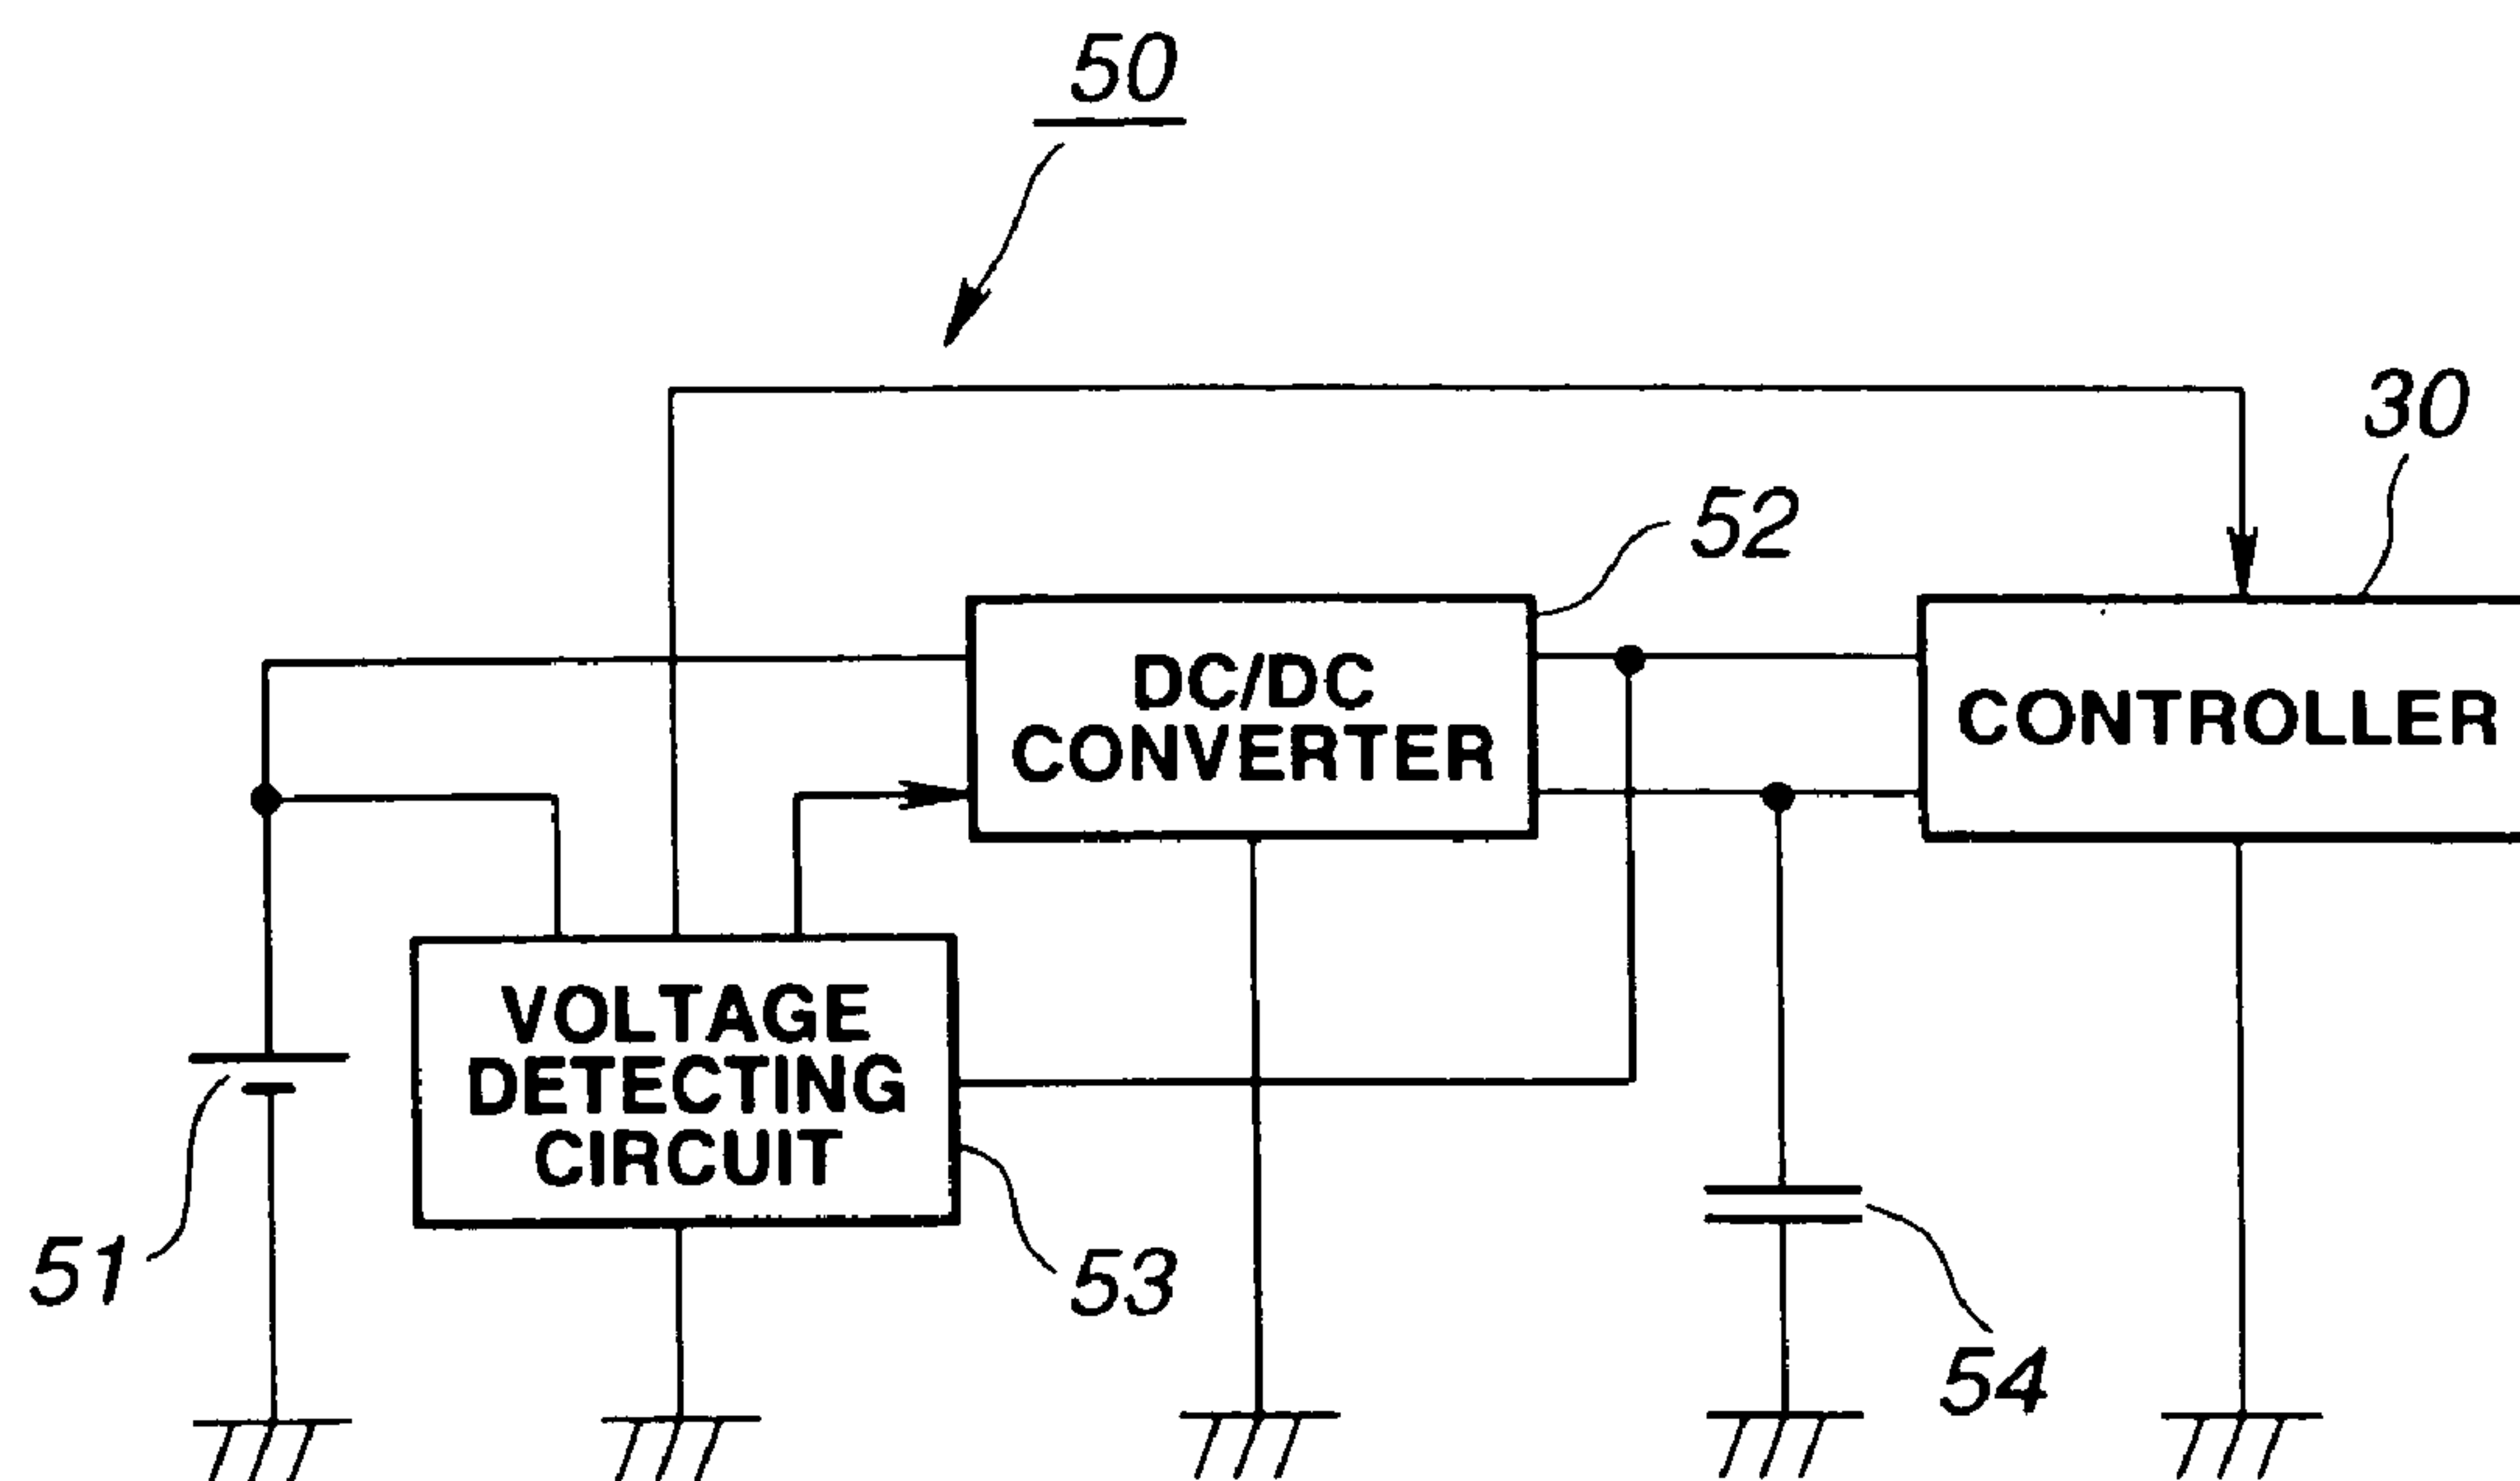 50
30
52
DC/DC
CONVERTER
CONTROLLER
VOLTAGE
DETECTING
CIRCUIT
51
53
54